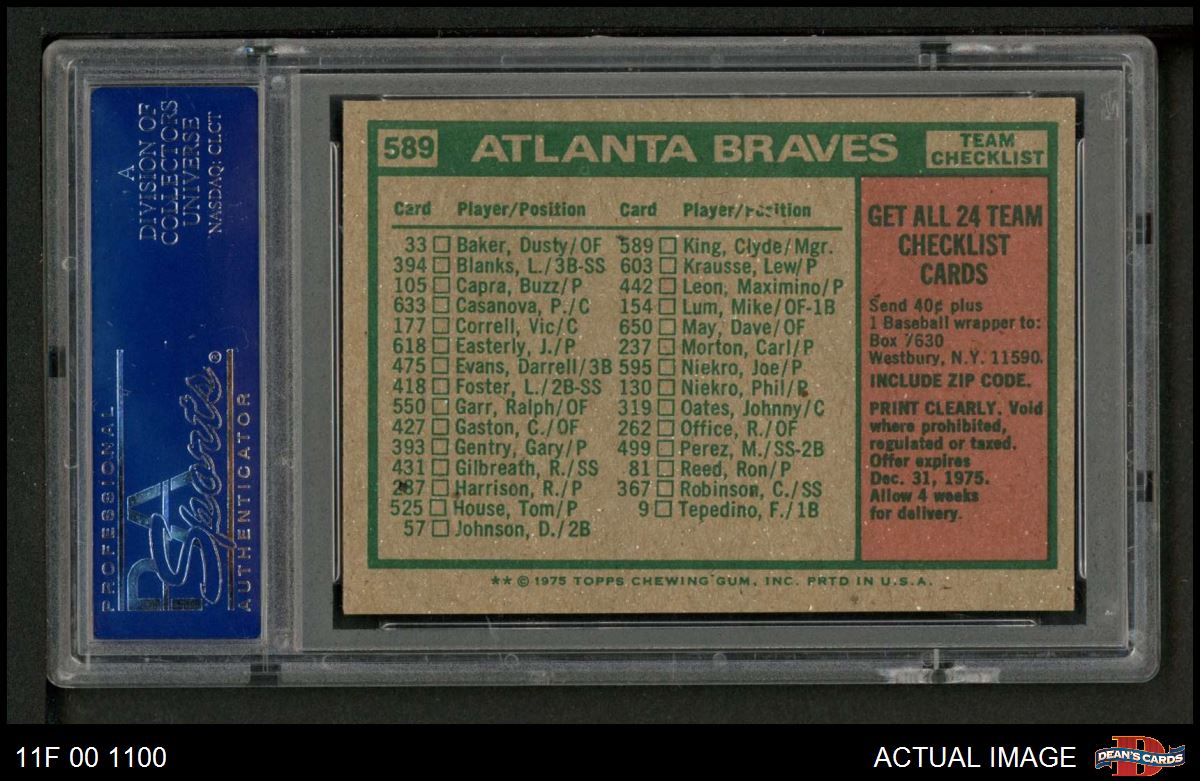 A
DIVISION OF
COLLECTORS
UNIVERSE
NASDAQ: CLCT
PROFESSIONAL
PSA
Sports®
AUTHENTICATOR
589 ATLANTA BRAVES TEAM CHECKLIST
Card Player/Position Card Player/Position
33 Baker, Dusty/OF 589 King, Clyde/Mgr.
394 Blanks, L./3B-SS 603 Krausse, Lew/P
105 Capra, Buzz/P 442 Leon, Maximino/P
633 Casanova, P./C 154 Lum, Mike/OF-1B
177 Correll, Vic/C 650 May, Dave/OF
618 Easterly, J./P 237 Morton, Carl/P
475 Evans, Darrell/3B 595 Niekro, Joe/P
418 Foster, L./2B-SS 130 Niekro, Phil/P
550 Garr, Ralph/OF 319 Oates, Johnny/C
427 Gaston, C./OF 262 Office, R./OF
393 Gentry, Gary/P 499 Perez, M./SS-2B
431 Gilbreath, R./SS 81 Reed, Ron/P
287 Harrison, R./P 367 Robinson, C./SS
525 House, Tom/P 9 Tepedino, F./1B
57 Johnson, D./2B
GET ALL 24 TEAM
CHECKLIST
CARDS
Send 40¢ plus
1 Baseball wrapper to:
Box 7630
Westbury, N.Y. 11590.
INCLUDE ZIP CODE.
PRINT CLEARLY. Void
where prohibited,
regulated or taxed.
Offer expires
Dec. 31, 1975.
Allow 4 weeks
for delivery.
** © 1975 TOPPS CHEWING GUM, INC. PRTD IN U.S.A.
11F 00 1100
ACTUAL IMAGE
D
DEAN'S CARDS